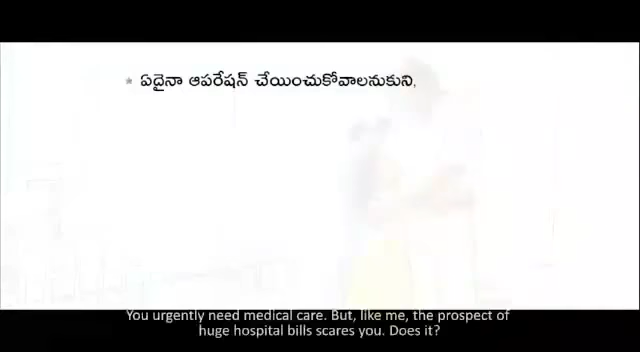 * ఏదైనా ఆపరేషన్ చేయించుకోవాలనుకుని,
You urgently need medical care. But, like me, the prospect of
huge hospital bills scares you. Does it?